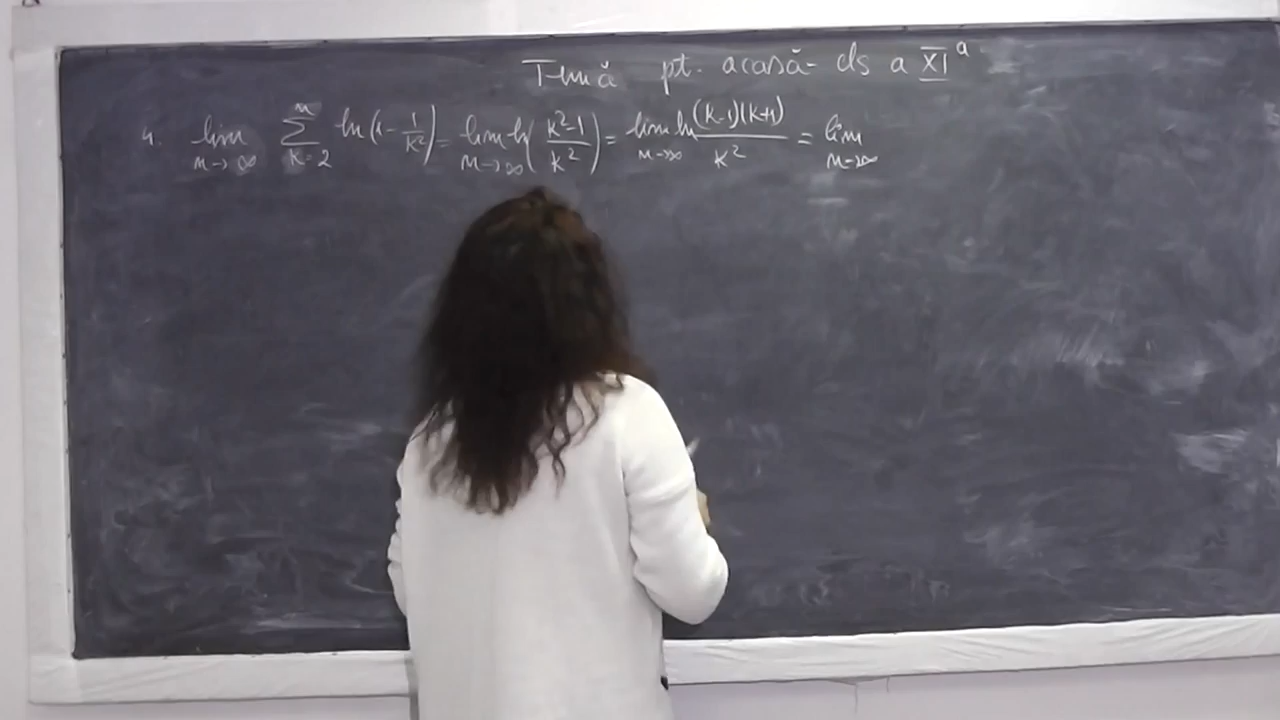 Temă pt. acasă - cls a XI a
4. lim n→∞ ∑ k=2 n ln(1 - 1/k²) = lim n→∞ ln((k²-1)/k²) = lim n→∞ ln (k-1)(k+1)/k² = lim n→∞